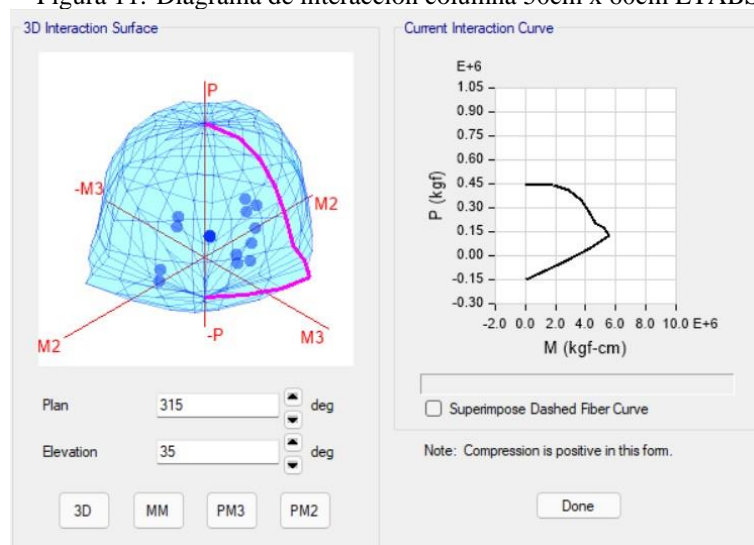 Figura 11: Diagrama de interacción columna 50cm x 60cm ETABS
3D Interaction Surface
P
-M3
M2
M2
-P
M3
Plan
315
deg
Elevation
35
deg
3D
MM
PM3
PM2
Current Interaction Curve
E+6
1.05
0.90
0.75
0.60
0.45
0.30
0.15
0.00
-0.15
-0.30
P (kgf)
-2.0 0.0 2.0 4.0 6.0 8.0 10.0 E+6
M (kgf-cm)
Superimpose Dashed Fiber Curve
Note: Compression is positive in this form.
Done